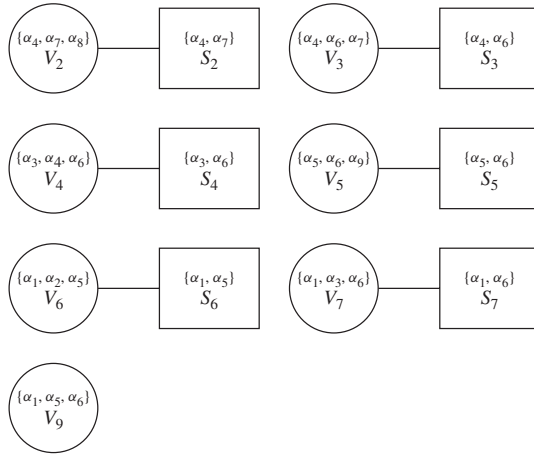 {α₄, α₇, α₈} {α₄, α₇} {α₄, α₆, α₇} {α₄, α₆}
V₂ S₂ V₃ S₃
{α₃, α₄, α₆} {α₃, α₆} {α₅, α₆, α₉} {α₅, α₆}
V₄ S₄ V₅ S₅
{α₁, α₂, α₅} {α₁, α₅} {α₁, α₃, α₆} {α₁, α₆}
V₆ S₆ V₇ S₇
{α₁, α₅, α₆}
V₉